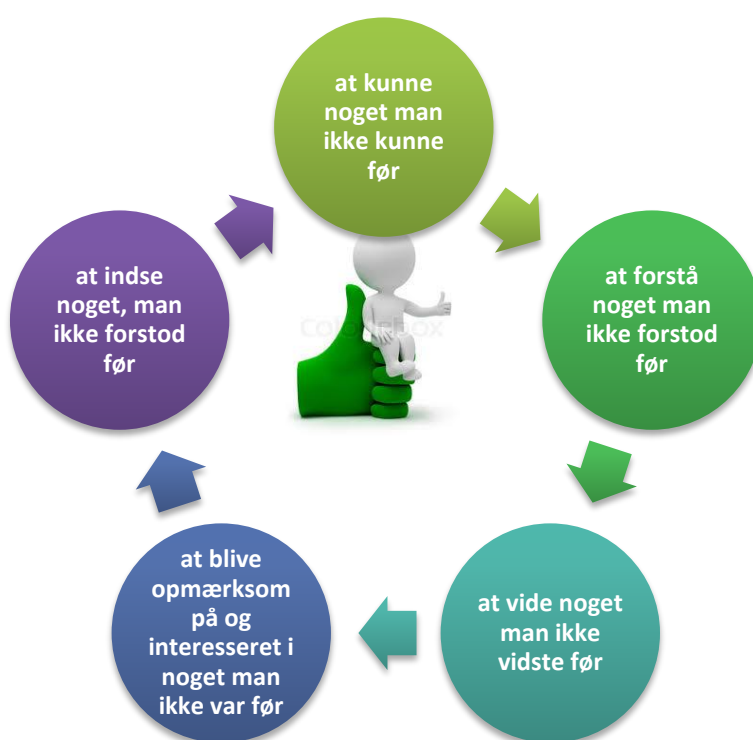 at kunne
noget man
ikke kunne
før
at forstå
noget man
ikke forstod
før
at vide noget
man ikke
vidste før
at blive
opmærksom
på og
interesseret i
noget man
ikke var før
at indse
noget, man
ikke forstod
før